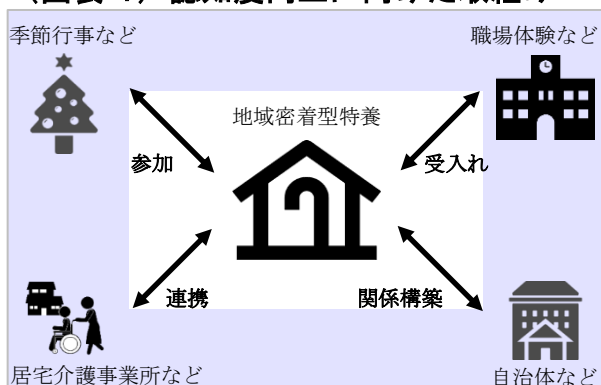 季節行事など
職場体験など
地域密着型特養
参加
受入れ
連携
関係構築
居宅介護事業所など
自治体など